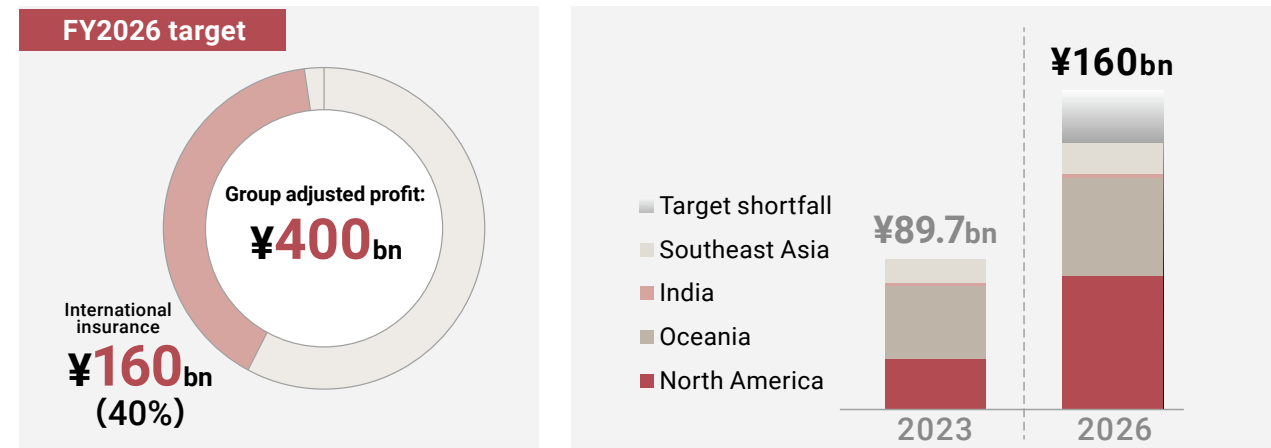 FY2026 target
Group adjusted profit:
¥400bn
International
insurance
¥160bn
(40%)
¥160bn
¥89.7bn
Target shortfall
Southeast Asia
India
Oceania
North America
2023
2026